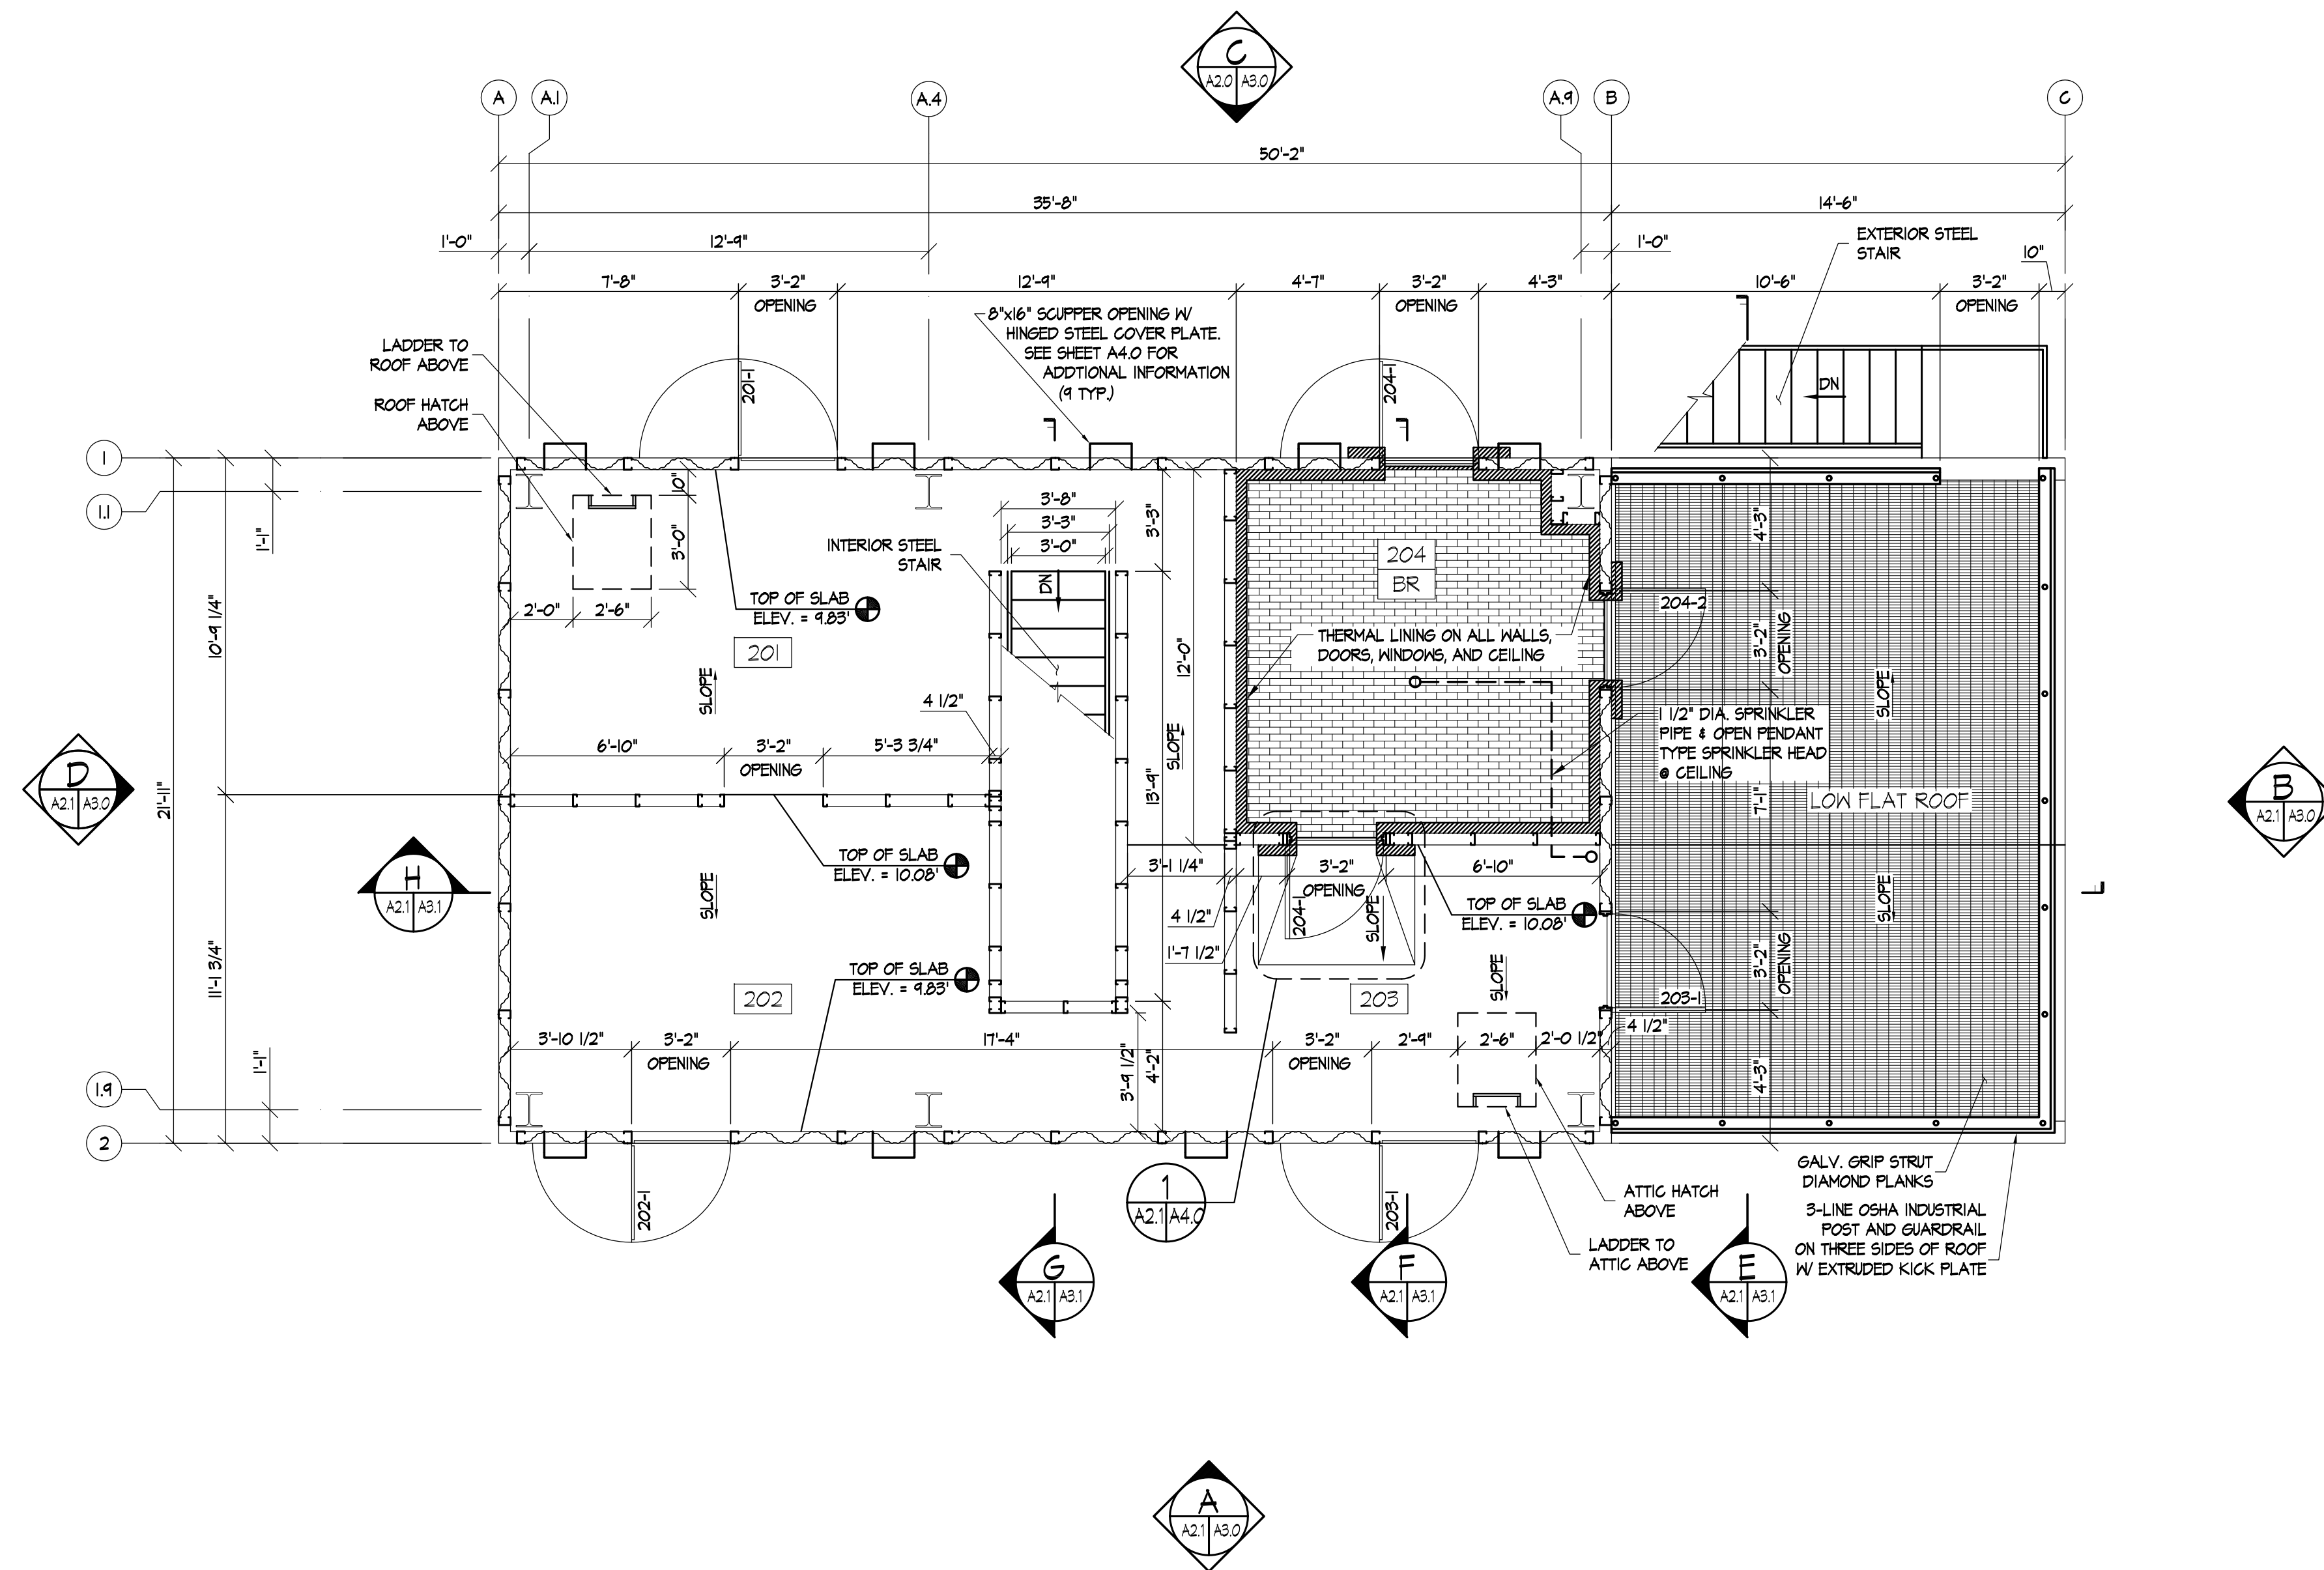 C
A2.0 A3.0
A
A.1
A.4
A.9
B
C
50'-2"
35'-8"
14'-6"
1'-0"
12'-9"
1'-0"
EXTERIOR STEEL
STAIR
10"
7'-8"
3'-2"
OPENING
12'-9"
4'-7"
3'-2"
OPENING
4'-3"
10'-6"
3'-2"
OPENING
8"x16" SCUPPER OPENING W/
HINGED STEEL COVER PLATE.
SEE SHEET A4.0 FOR
ADDTIONAL INFORMATION
(9 TYP.)
LADDER TO
ROOF ABOVE
ROOF HATCH
ABOVE
201-1
204-1
DN
1
1.1
1'-1"
10'-9 1/4"
21'-11"
11'-1 3/4"
1'-1"
1.9
2
10"
3'-0"
2'-0"
2'-6"
3'-8"
3'-3"
3'-0"
3'-3"
INTERIOR STEEL
STAIR
DN
TOP OF SLAB
ELEV. = 9.83'
201
SLOPE
4 1/2"
12'-0"
SLOPE
13'-9"
204
BR
THERMAL LINING ON ALL WALLS,
DOORS, WINDOWS, AND CEILING
4'-3"
204-2
3'-2"
OPENING
SLOPE
1 1/2" DIA. SPRINKLER
PIPE & OPEN PENDANT
TYPE SPRINKLER HEAD
@ CEILING
7'-1"
LOW FLAT ROOF
6'-10"
3'-2"
OPENING
5'-3 3/4"
D
A2.1 A3.0
B
A2.1 A3.0
H
A2.1 A3.1
TOP OF SLAB
ELEV. = 10.08'
SLOPE
3'-1 1/4"
3'-2"
OPENING
6'-10"
4 1/2"
1'-7 1/2"
204-1
SLOPE
TOP OF SLAB
ELEV. = 10.08'
SLOPE
SLOPE
3'-2"
OPENING
203-1
4 1/2"
TOP OF SLAB
ELEV. = 9.83'
202
203
3'-10 1/2"
3'-2"
OPENING
17'-4"
3'-9 1/2"
4'-2"
3'-2"
OPENING
2'-9"
2'-6"
2'-0 1/2"
4'-3"
202-1
1
A2.1 A4.0
203-1
GALV. GRIP STRUT
DIAMOND PLANKS
ATTIC HATCH
ABOVE
3-LINE OSHA INDUSTRIAL
POST AND GUARDRAIL
ON THREE SIDES OF ROOF
W/ EXTRUDED KICK PLATE
LADDER TO
ATTIC ABOVE
G
A2.1 A3.1
F
A2.1 A3.1
E
A2.1 A3.1
A
A2.1 A3.0